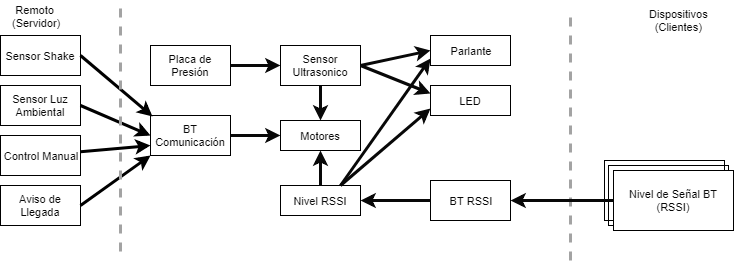 Remoto
(Servidor)
Dispositivos
(Clientes)
Sensor Shake
Placa de
Presión
Sensor
Ultrasonico
Parlante
Sensor Luz
Ambiental
LED
BT
Comunicación
Motores
Control Manual
Aviso de
Llegada
Nivel RSSI
BT RSSI
Nivel de Señal BT
(RSSI)